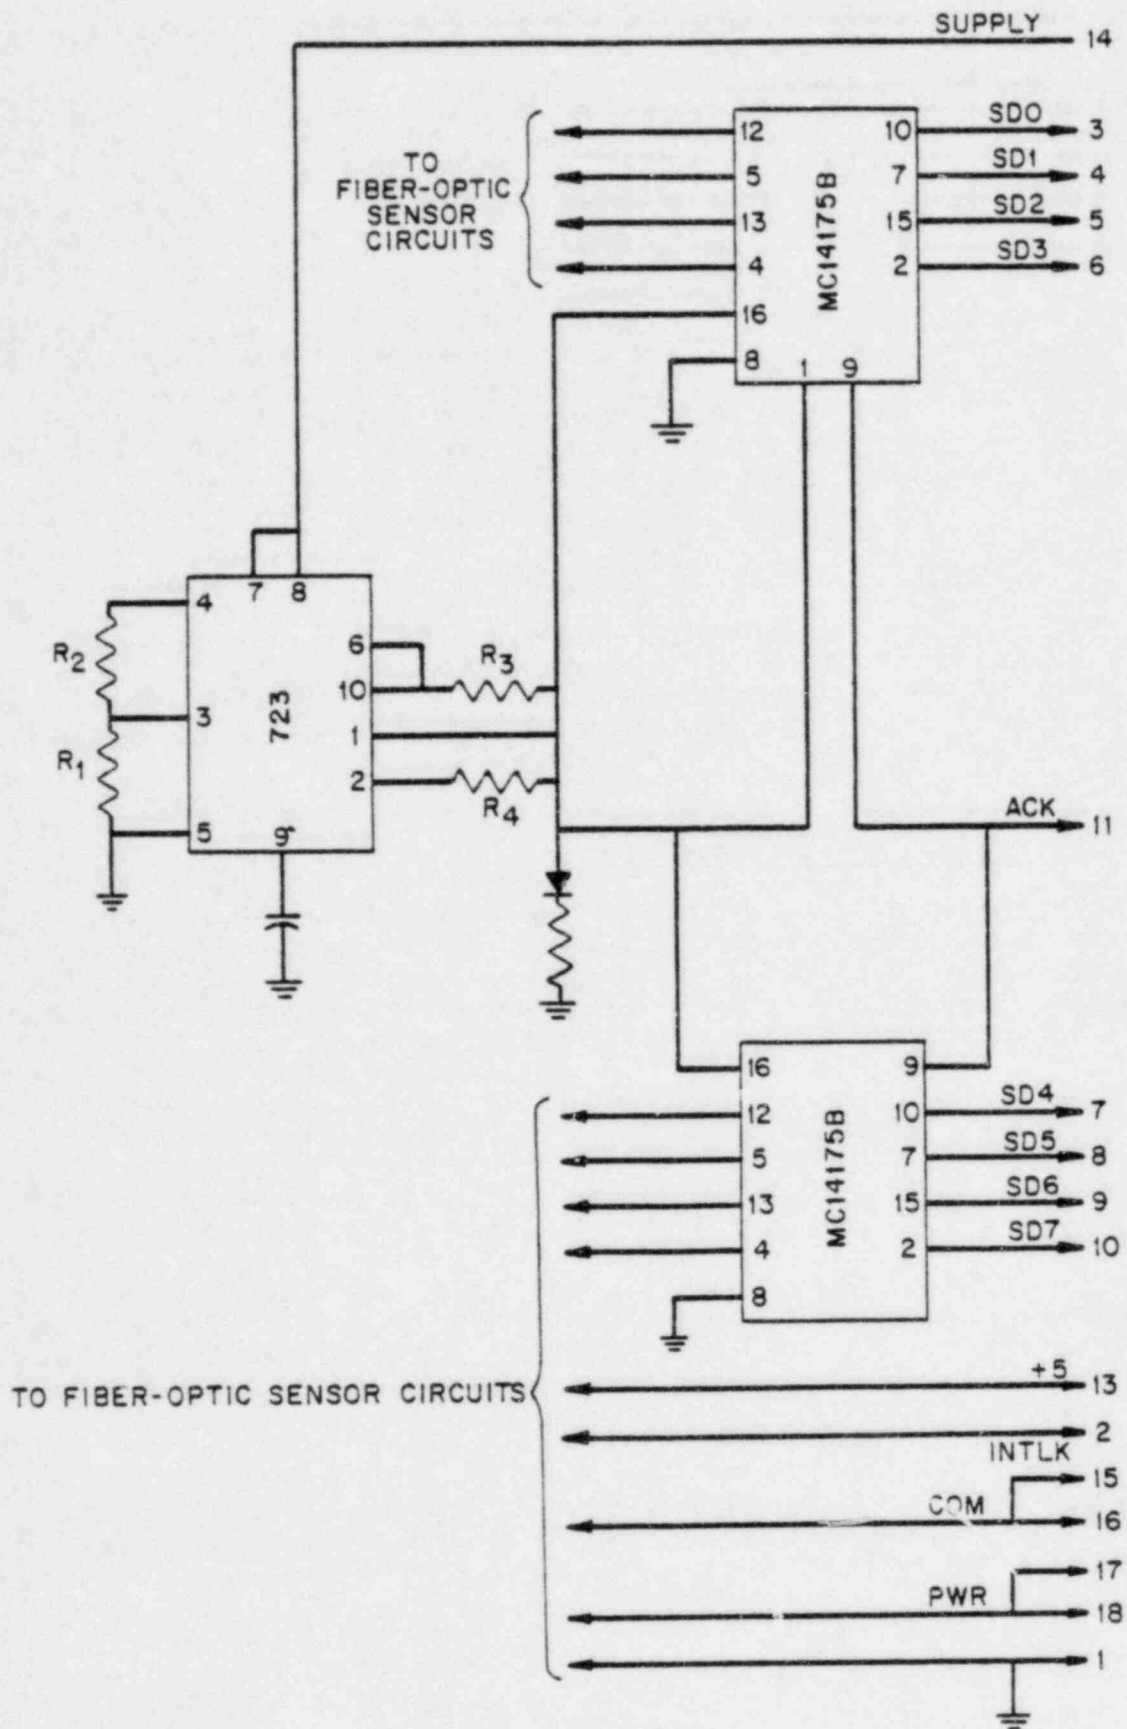 SUPPLY 14
12 10 SD0 3
TO
FIBER-OPTIC
SENSOR
CIRCUITS
5 7 SD1 4
13 15 SD2 5
4 2 SD3 6
MC14175B
16
8 1 9
7 8
4
R2
6
R3
10
3
723
1
R1
2
R4
5
9
ACK 11
16 9
12 10 SD4 7
5 7 SD5 8
13 15 SD6 9
4 2 SD7 10
MC14175B
8
TO FIBER-OPTIC SENSOR CIRCUITS
+5 13
2
INTLK 15
COM 16
17
PWR 18
1